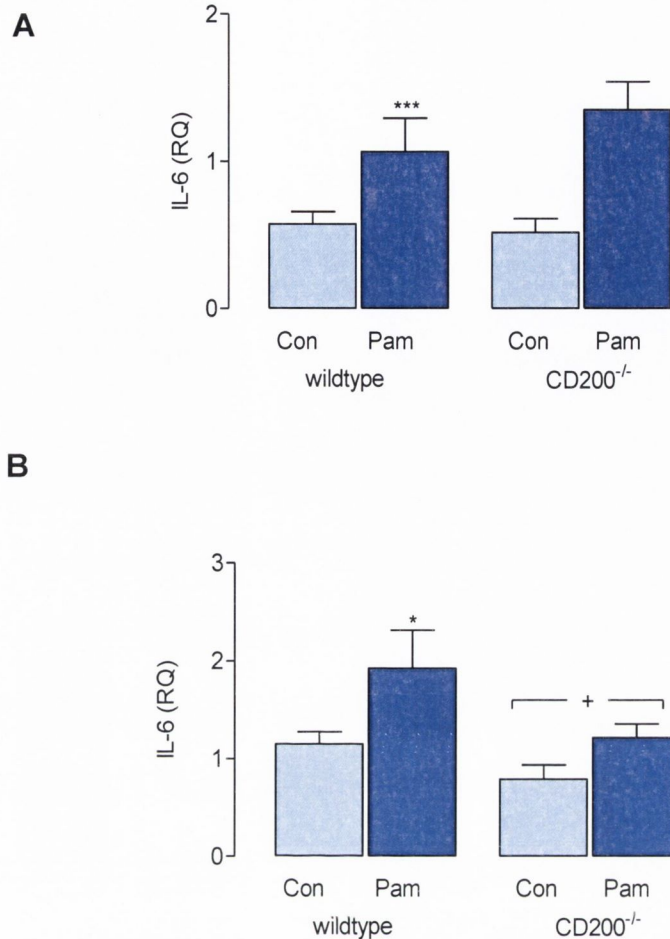 A
2
***
IL-6 (RQ)
1
0
Con Pam Con Pam
wildtype CD200-/-
B
3
*
2
IL-6 (RQ)
+
1
0
Con Pam Con Pam
wildtype CD200-/-